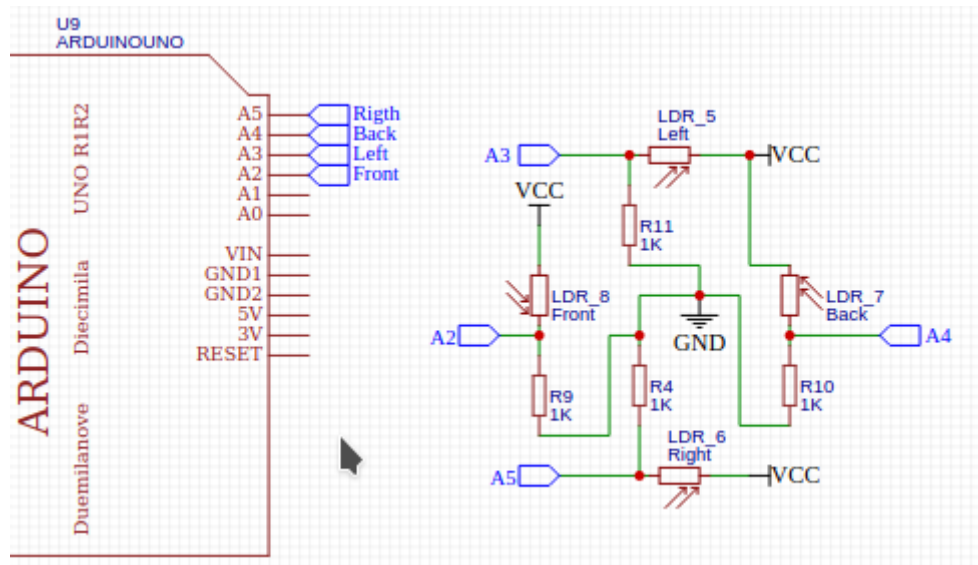 U9
ARDUINOUNO
ARDUINO
Duemilanove
Diecimila
UNO R1R2
A5
A4
A3
A2
A1
A0
VIN
GND1
GND2
5V
3V
RESET
Rigth
Back
Left
Front
LDR_5
Left
A3
VCC
VCC
R11
1K
LDR_8
Front
LDR_7
Back
A2
GND
A4
R9
1K
R4
1K
R10
1K
LDR_6
Right
A5
VCC